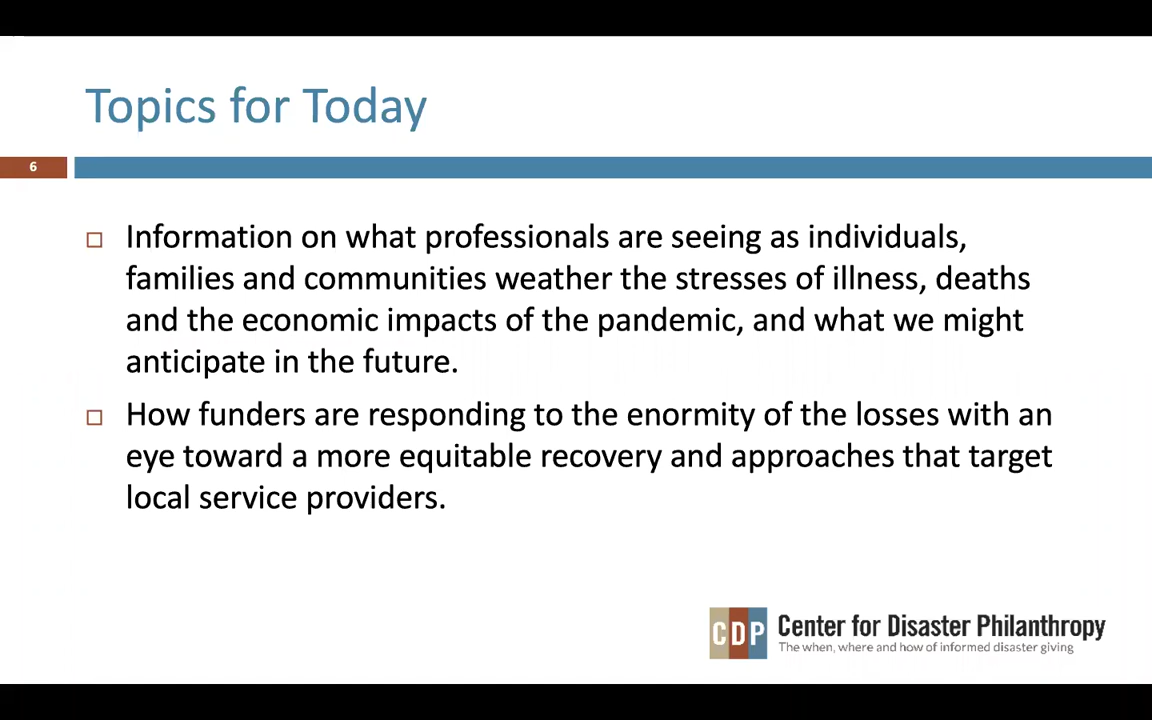 Topics for Today
6
Information on what professionals are seeing as individuals,
families and communities weather the stresses of illness, deaths
and the economic impacts of the pandemic, and what we might
anticipate in the future.
How funders are responding to the enormity of the losses with an
eye toward a more equitable recovery and approaches that target
local service providers.
CDP Center for Disaster Philanthropy
The when, where and how of informed disaster giving